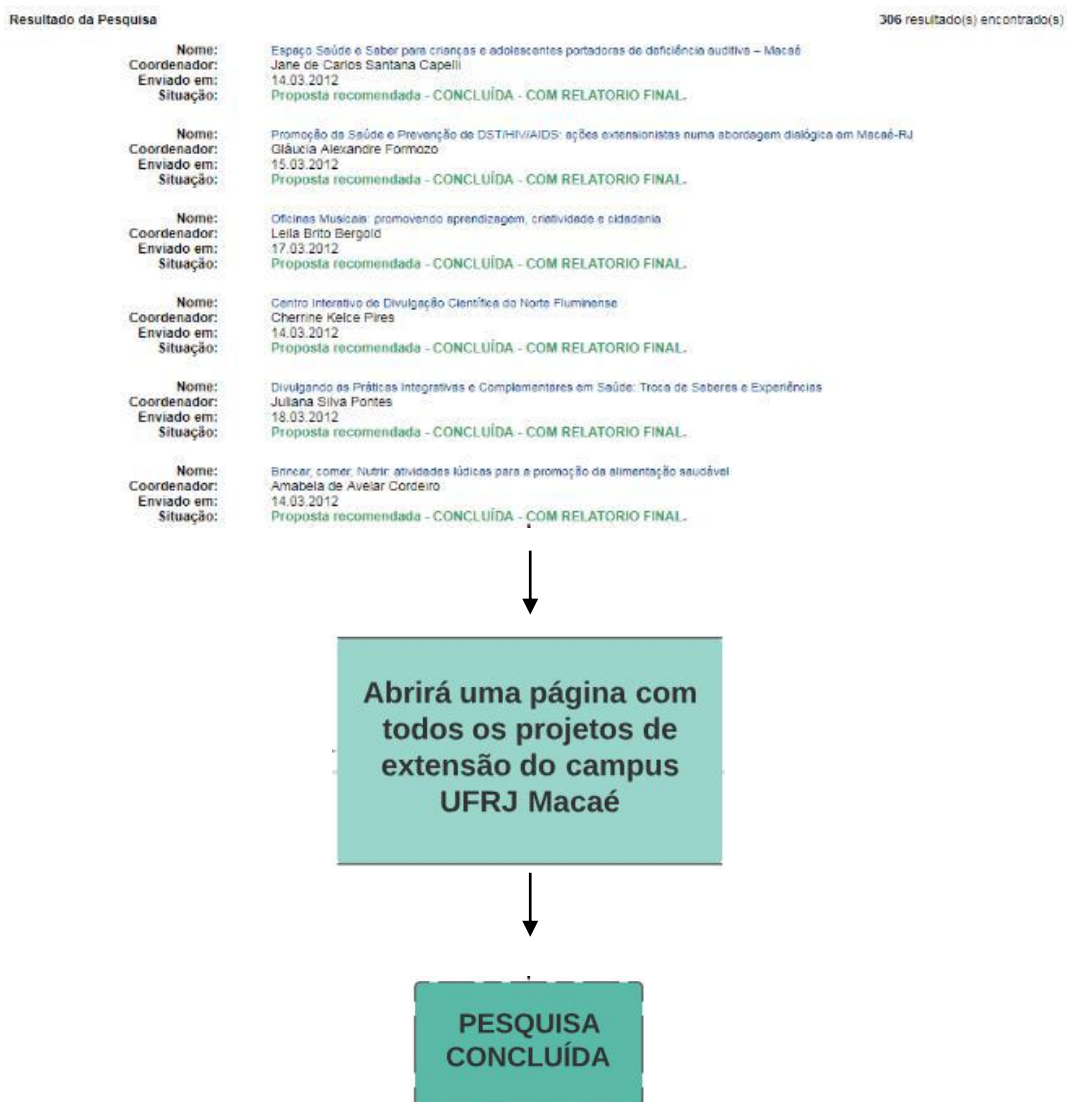 Resultado da Pesquisa 306 resultado(s) encontrado(s)
Nome: Espaço Saúde e Saber para crianças e adolescentes portadoras de deficiência auditiva – Macaé
Coordenador: Jane de Carlos Santana Capelli
Enviado em: 14.03.2012
Situação: Proposta recomendada - CONCLUÍDA - COM RELATORIO FINAL.
Nome: Promoção da Saúde e Prevenção de DST/HIV/AIDS: ações extensionistas numa abordagem dialógica em Macaé-RJ
Coordenador: Gláucia Alexandre Formozo
Enviado em: 15.03.2012
Situação: Proposta recomendada - CONCLUÍDA - COM RELATORIO FINAL.
Nome: Oficinas Musicais: promovendo aprendizagem, criatividade e cidadania
Coordenador: Leila Brito Bergold
Enviado em: 17.03.2012
Situação: Proposta recomendada - CONCLUÍDA - COM RELATORIO FINAL.
Nome: Centro Interativo de Divulgação Científica do Norte Fluminense
Coordenador: Cherrine Kelce Pires
Enviado em: 14.03.2012
Situação: Proposta recomendada - CONCLUÍDA - COM RELATORIO FINAL.
Nome: Divulgando as Práticas Integrativas e Complementares em Saúde: Troca de Saberes e Experiências
Coordenador: Juliana Silva Pontes
Enviado em: 18.03.2012
Situação: Proposta recomendada - CONCLUÍDA - COM RELATORIO FINAL.
Nome: Brincar, comer, Nutrir: atividades lúdicas para a promoção da alimentação saudável
Coordenador: Amabela de Avelar Cordeiro
Enviado em: 14.03.2012
Situação: Proposta recomendada - CONCLUÍDA - COM RELATORIO FINAL.
Abrirá uma página com
todos os projetos de
extensão do campus
UFRJ Macaé
PESQUISA
CONCLUÍDA